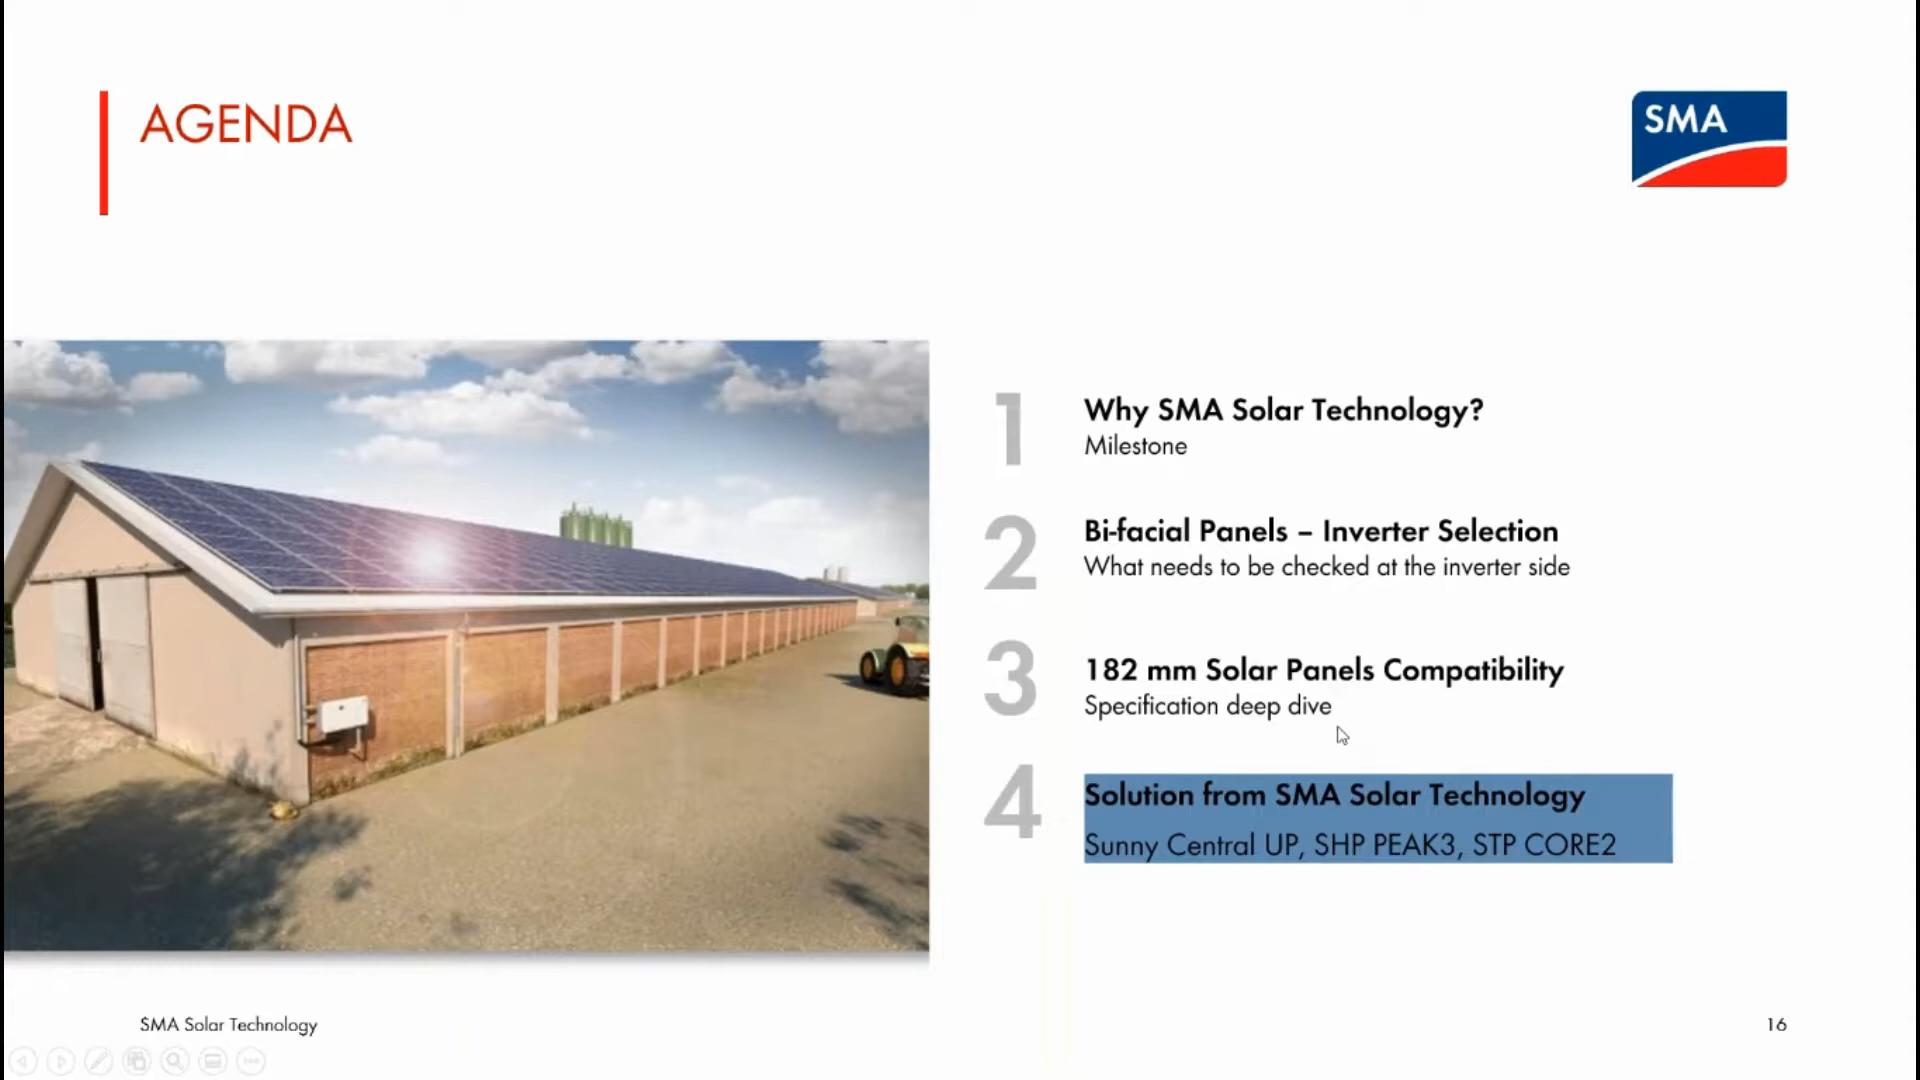 AGENDA
SMA
1
Why SMA Solar Technology?
Milestone
2
Bi-facial Panels – Inverter Selection
What needs to be checked at the inverter side
3
182 mm Solar Panels Compatibility
Specification deep dive
4
Solution from SMA Solar Technology
Sunny Central UP, SHP PEAK3, STP CORE2
SMA Solar Technology
16